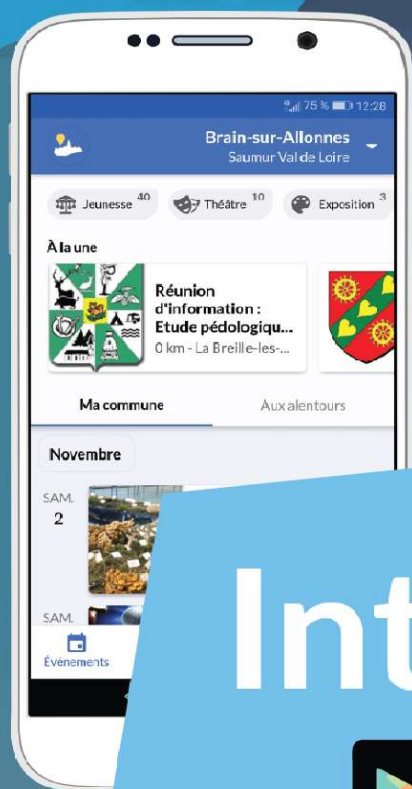 75 % 12:28
Brain-sur-Allonnes
Saumur Val de Loire
Jeunesse 40 Théâtre 10 Exposition 3
À la une
Réunion
d'information :
Etude pédologiqu...
0 km - La Breille-les-...
Ma commune Aux alentours
Novembre
SAM.
2
SAM.
Événements
Int